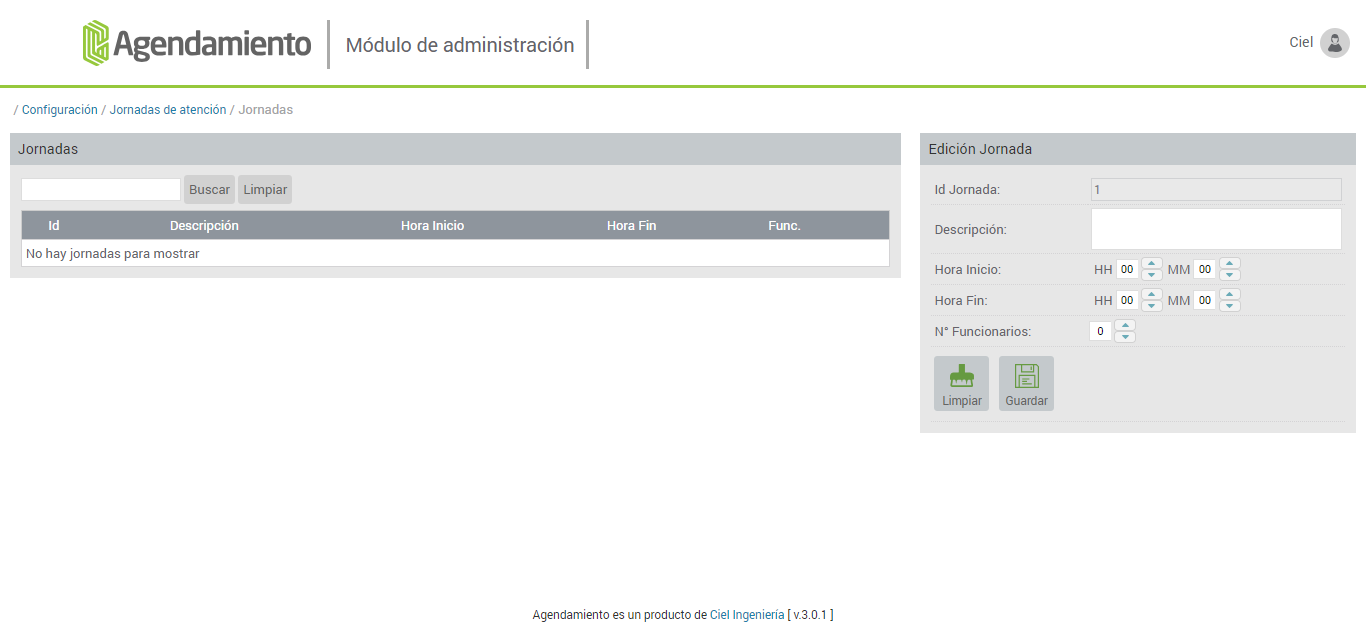 Agendamiento Módulo de administración Ciel
/ Configuración / Jornadas de atención / Jornadas
Jornadas
Buscar Limpiar
Id Descripción Hora Inicio Hora Fin Func.
No hay jornadas para mostrar
Edición Jornada
Id Jornada: 1
Descripción:
Hora Inicio: HH 00 MM 00
Hora Fin: HH 00 MM 00
N° Funcionarios: 0
Limpiar Guardar
Agendamiento es un producto de Ciel Ingeniería [ v.3.0.1 ]